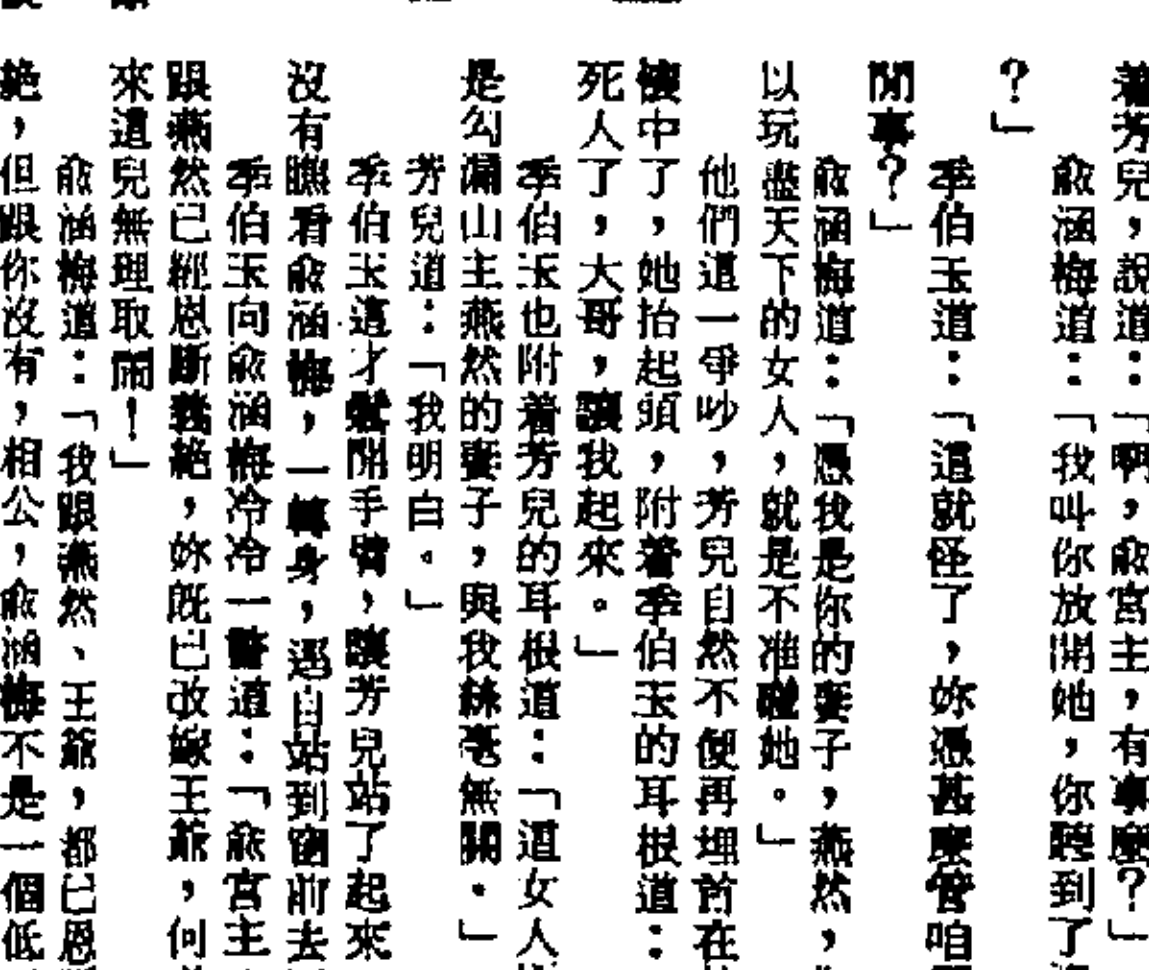 着芳兒，說道：「啊，俞宮主，有事麼？」
俞涵梅道：「我叫你放開她，你聽到了
？」
季伯玉道：「這就怪了，妳憑甚麼管咱
閒事？」
俞涵梅道：「憑我是你的妻子，燕然，
以玩盡天下的女人，就是不准碰她。」
他們這一爭吵，芳兒自然不便再埋首在
懷中了，她抬起頭，附着季伯玉的耳根道：
死人了，大哥，讓我起來。」
季伯玉也附着芳兒的耳根道：「這女人
是勾漏山主燕然的妻子，與我絲毫無關。」
芳兒道：「我明白。」
季伯玉這才鬆開手臂，讓芳兒站了起來
沒有瞧看俞涵梅，一轉身，逕自站到窗前去
季伯玉向俞涵梅冷冷一瞥道：「俞宮主
跟燕然已經恩斷義絕，妳既已改嫁王爺，何
來這兒無理取鬧！」
俞涵梅道：「我跟燕然、王爺，都已恩
絕，但跟你沒有，相公，俞涵梅不是一個低